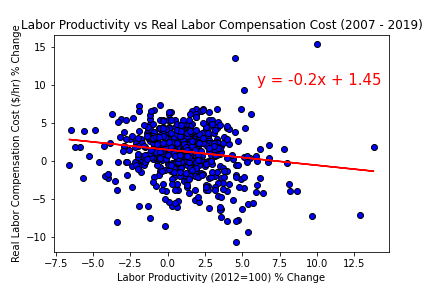 Labor Productivity vs Real Labor Compensation Cost (2007 - 2019)
Real Labor Compensation Cost ($/hr) % Change
15
10
5
0
−5
−10
y = -0.2x + 1.45
−7.5 −5.0 −2.5 0.0 2.5 5.0 7.5 10.0 12.5
Labor Productivity (2012=100) % Change